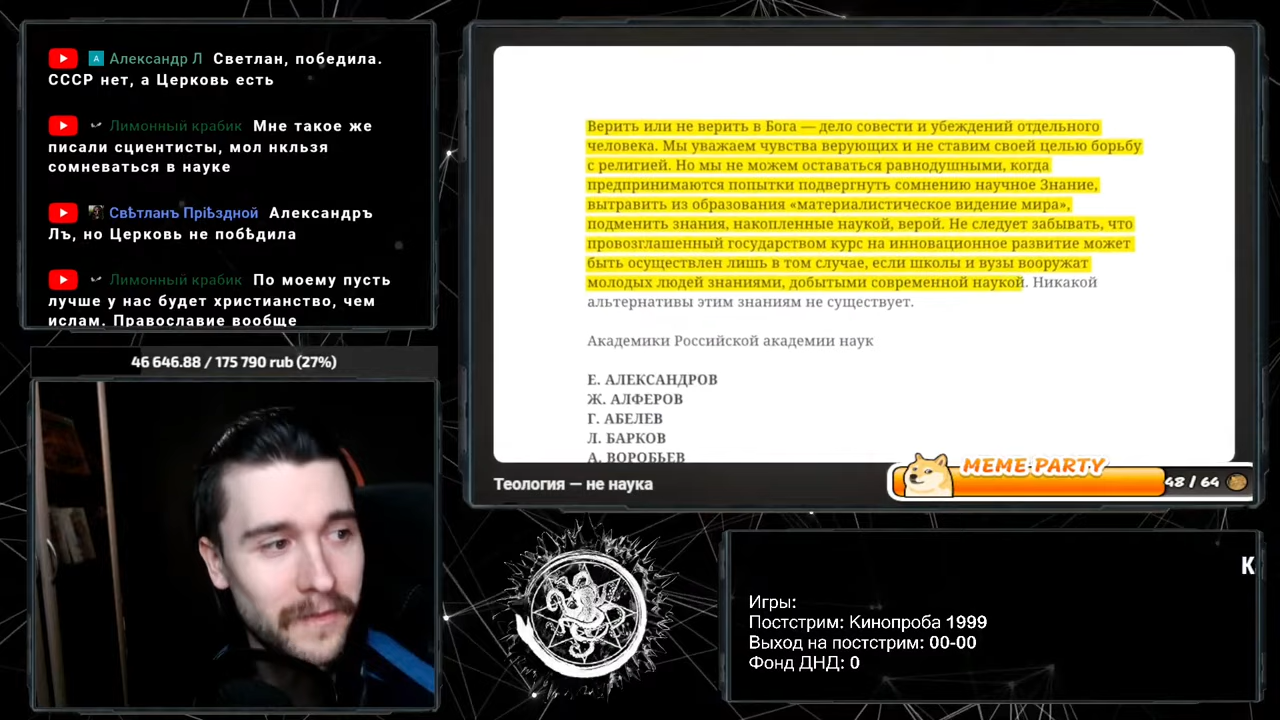 Александр Л Светлан, победила.
СССР нет, а Церковь есть
Лимонный крабик Мне такое же
писали сциентисты, мол нкльзя
сомневаться в науке
Свѣтланъ Прiѣздной Александръ
Лъ, но Церковь не побѣдила
Лимонный крабик По моему пусть
лучше у нас будет христианство, чем
ислам. Православие вообще
46 646.88 / 175 790 rub (27%)
Верить или не верить в Бога — дело совести и убеждений отдельного
человека. Мы уважаем чувства верующих и не ставим своей целью борьбу
с религией. Но мы не можем оставаться равнодушными, когда
предпринимаются попытки подвергнуть сомнению научное Знание,
вытравить из образования «материалистическое видение мира»,
подменить знания, накопленные наукой, верой. Не следует забывать, что
провозглашенный государством курс на инновационное развитие может
быть осуществлен лишь в том случае, если школы и вузы вооружат
молодых людей знаниями, добытыми современной наукой. Никакой
альтернативы этим знаниям не существует.
Академики Российской академии наук
Е. АЛЕКСАНДРОВ
Ж. АЛФЕРОВ
Г. АБЕЛЕВ
Л. БАРКОВ
А. ВОРОБЬЕВ
Теология — не наука
MEME PARTY
48 / 64
К
Игры:
Постстрим: Кинопроба 1999
Выход на постстрим: 00-00
Фонд ДНД: 0